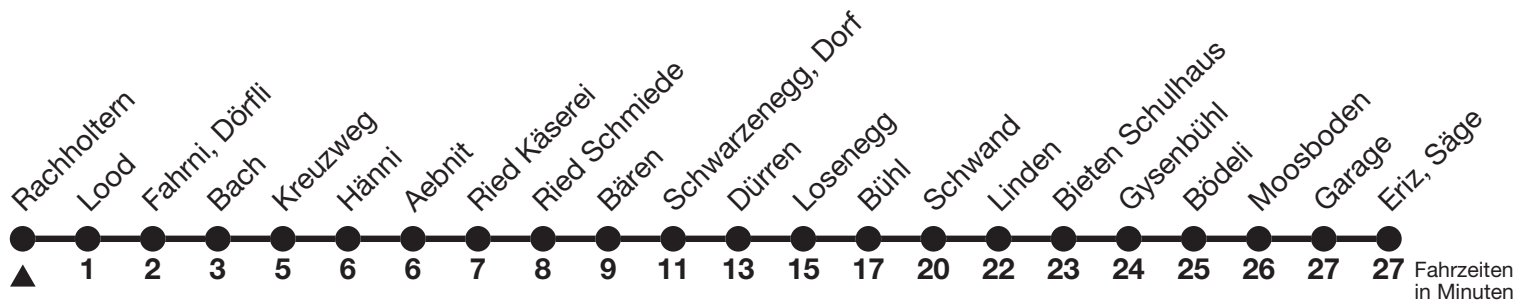 Rachholtern
Lood
Fahrni, Dörfli
Bach
Kreuzweg
Hänni
Aebnit
Ried Käserei
Ried Schmiede
Bären
Schwarzenegg, Dorf
Dürren
Losenegg
Bühl
Schwand
Linden
Bieten Schulhaus
Gysenbühl
Bödeli
Moosboden
Garage
Eriz, Säge
1 2 3 5 6 6 7 8 9 11 13 15 17 20 22 23 24 25 26 27 27
Fahrzeiten
in Minuten